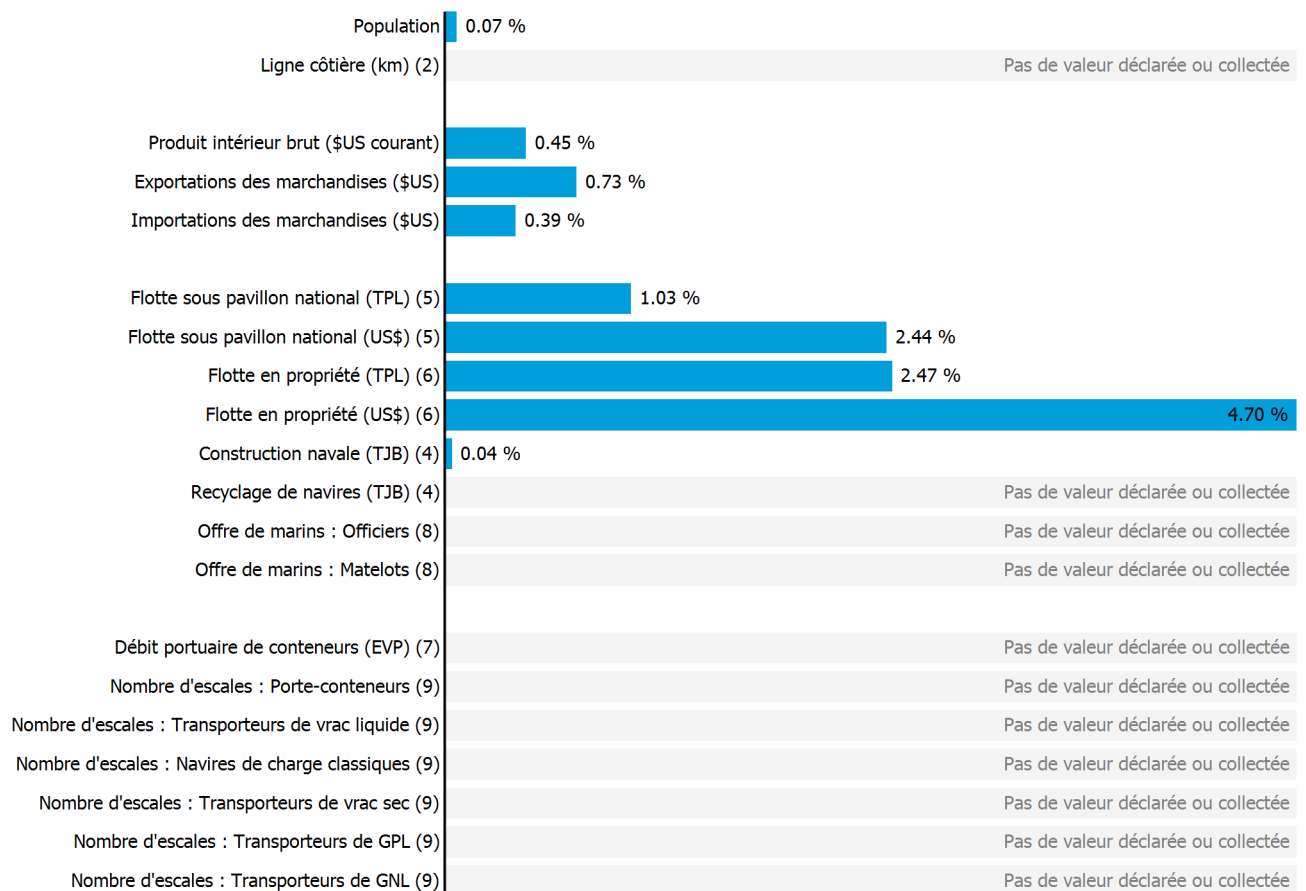 Population 0.07 %
Ligne côtière (km) (2) Pas de valeur déclarée ou collectée
Produit intérieur brut ($US courant) 0.45 %
Exportations des marchandises ($US) 0.73 %
Importations des marchandises ($US) 0.39 %
Flotte sous pavillon national (TPL) (5) 1.03 %
Flotte sous pavillon national (US$) (5) 2.44 %
Flotte en propriété (TPL) (6) 2.47 %
Flotte en propriété (US$) (6) 4.70 %
Construction navale (TJB) (4) 0.04 %
Recyclage de navires (TJB) (4) Pas de valeur déclarée ou collectée
Offre de marins : Officiers (8) Pas de valeur déclarée ou collectée
Offre de marins : Matelots (8) Pas de valeur déclarée ou collectée
Débit portuaire de conteneurs (EVP) (7) Pas de valeur déclarée ou collectée
Nombre d'escales : Porte-conteneurs (9) Pas de valeur déclarée ou collectée
Nombre d'escales : Transporteurs de vrac liquide (9) Pas de valeur déclarée ou collectée
Nombre d'escales : Navires de charge classiques (9) Pas de valeur déclarée ou collectée
Nombre d'escales : Transporteurs de vrac sec (9) Pas de valeur déclarée ou collectée
Nombre d'escales : Transporteurs de GPL (9) Pas de valeur déclarée ou collectée
Nombre d'escales : Transporteurs de GNL (9) Pas de valeur déclarée ou collectée